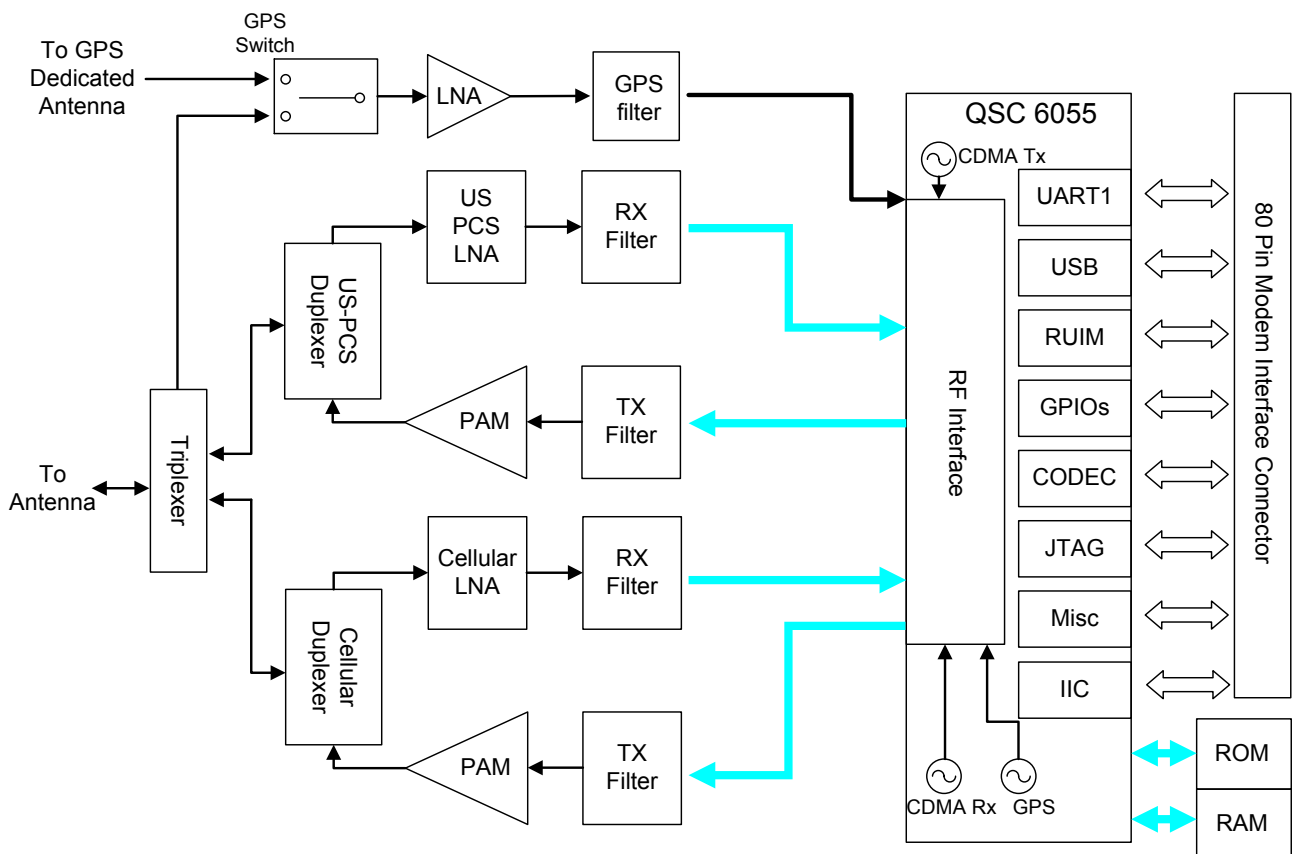 GPS
Switch
To GPS
Dedicated
Antenna
LNA
GPS
filter
QSC 6055
CDMA Tx
US
PCS
LNA
RX
Filter
UART1
USB
RUIM
GPIOs
CODEC
JTAG
Misc
IIC
80 Pin Modem Interface Connector
US-PCS
Duplexer
PAM
TX
Filter
RF Interface
To
Antenna
Triplexer
Cellular
LNA
RX
Filter
Cellular
Duplexer
PAM
TX
Filter
CDMA Rx
GPS
ROM
RAM